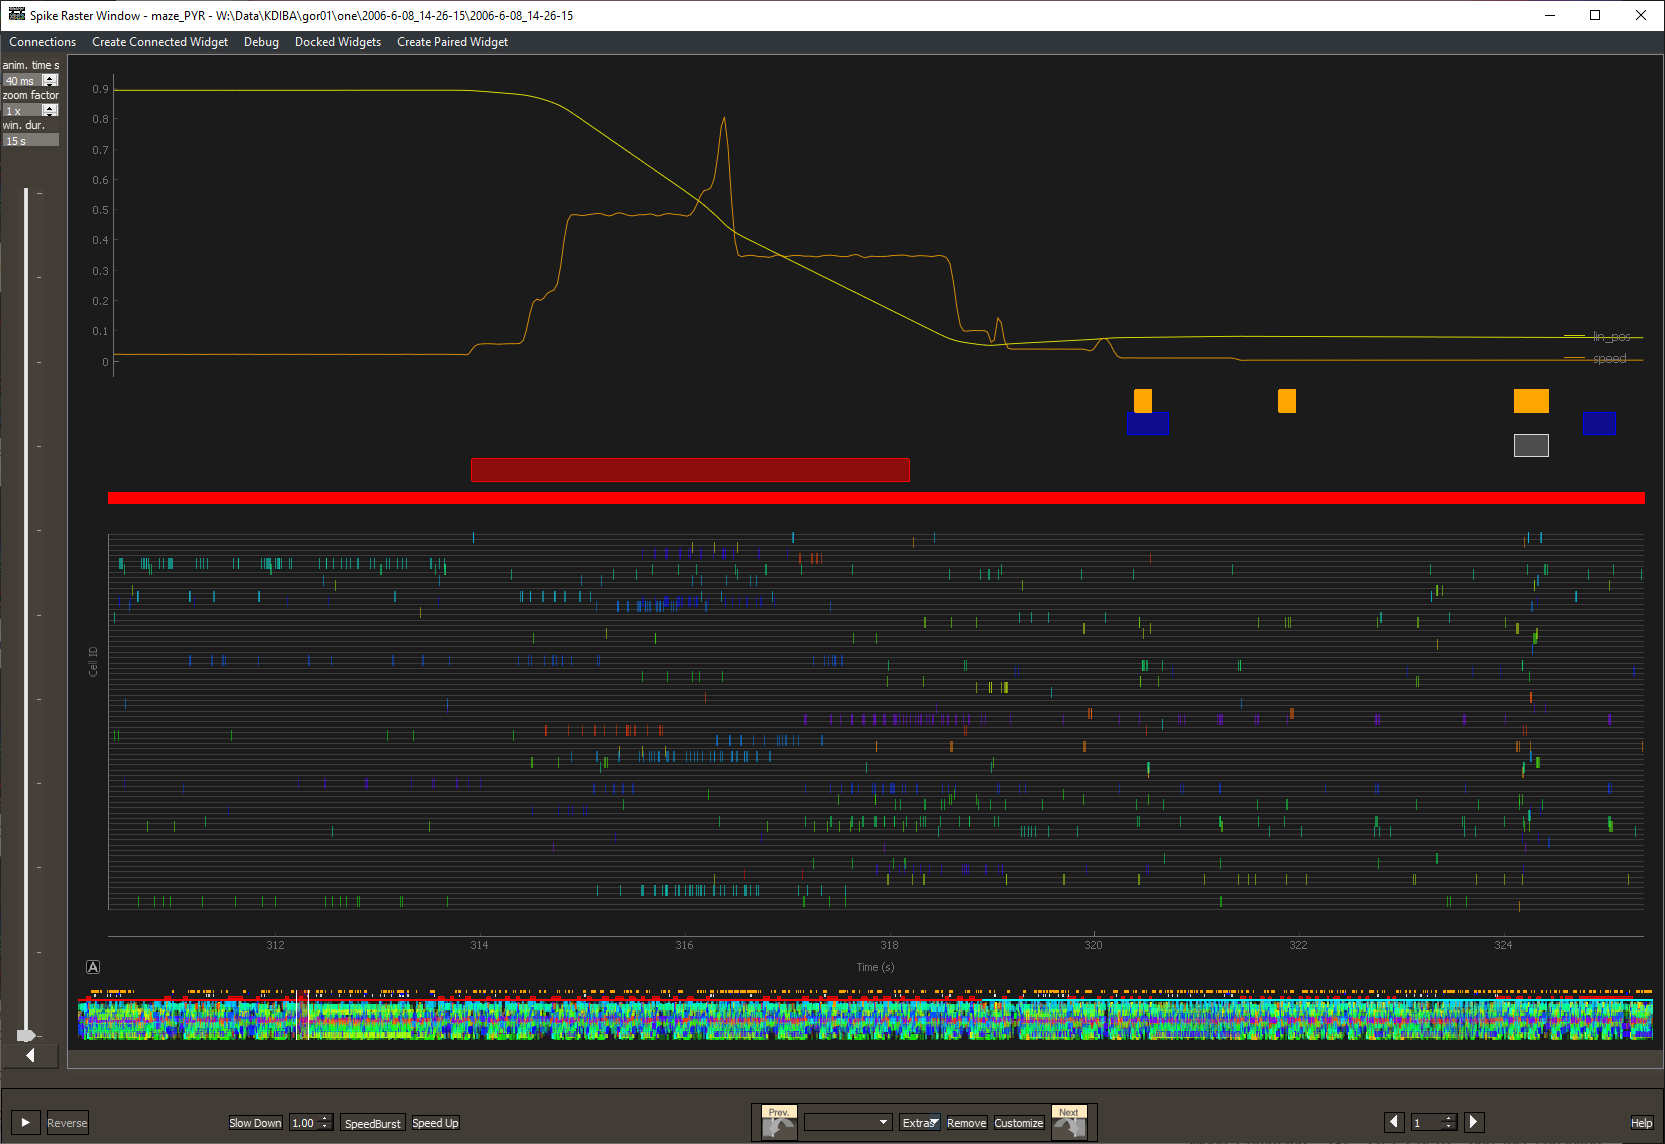 Spike Raster Window - maze_PYR - W:\Data\KDIBA\gor01\one\2006-6-08_14-26-15\2006-6-08_14-26-15
Connections Create Connected Widget Debug Docked Widgets Create Paired Widget
anim. time s
40 ms
zoom factor
1 x
win. dur.
15 s
0.9
0.8
0.7
0.6
0.5
0.4
0.3
0.2
0.1
0
lin_pos
speed
Cell ID
312 314 316 318 320 322 324
Time (s)
A
Reverse
Slow Down 1.00 SpeedBurst Speed Up
Prev.
Extras Remove Customize
Next
1
Help